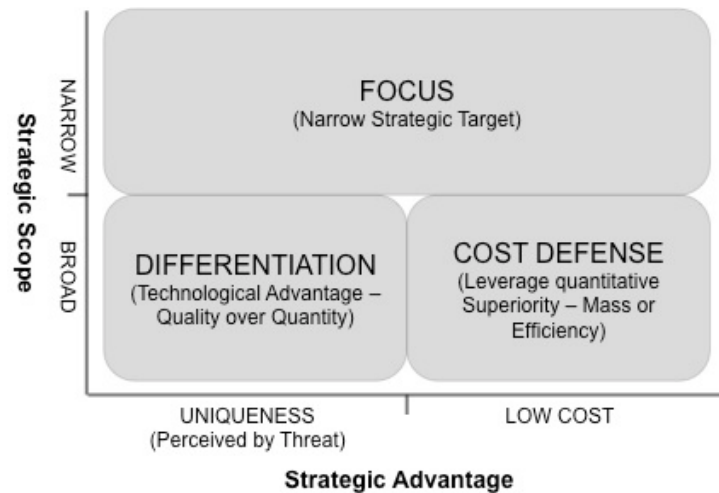 FOCUS
(Narrow Strategic Target)
NARROW
Strategic Scope
BROAD
DIFFERENTIATION
(Technological Advantage –
Quality over Quantity)
COST DEFENSE
(Leverage quantitative
Superiority – Mass or
Efficiency)
UNIQUENESS
(Perceived by Threat)
LOW COST
Strategic Advantage